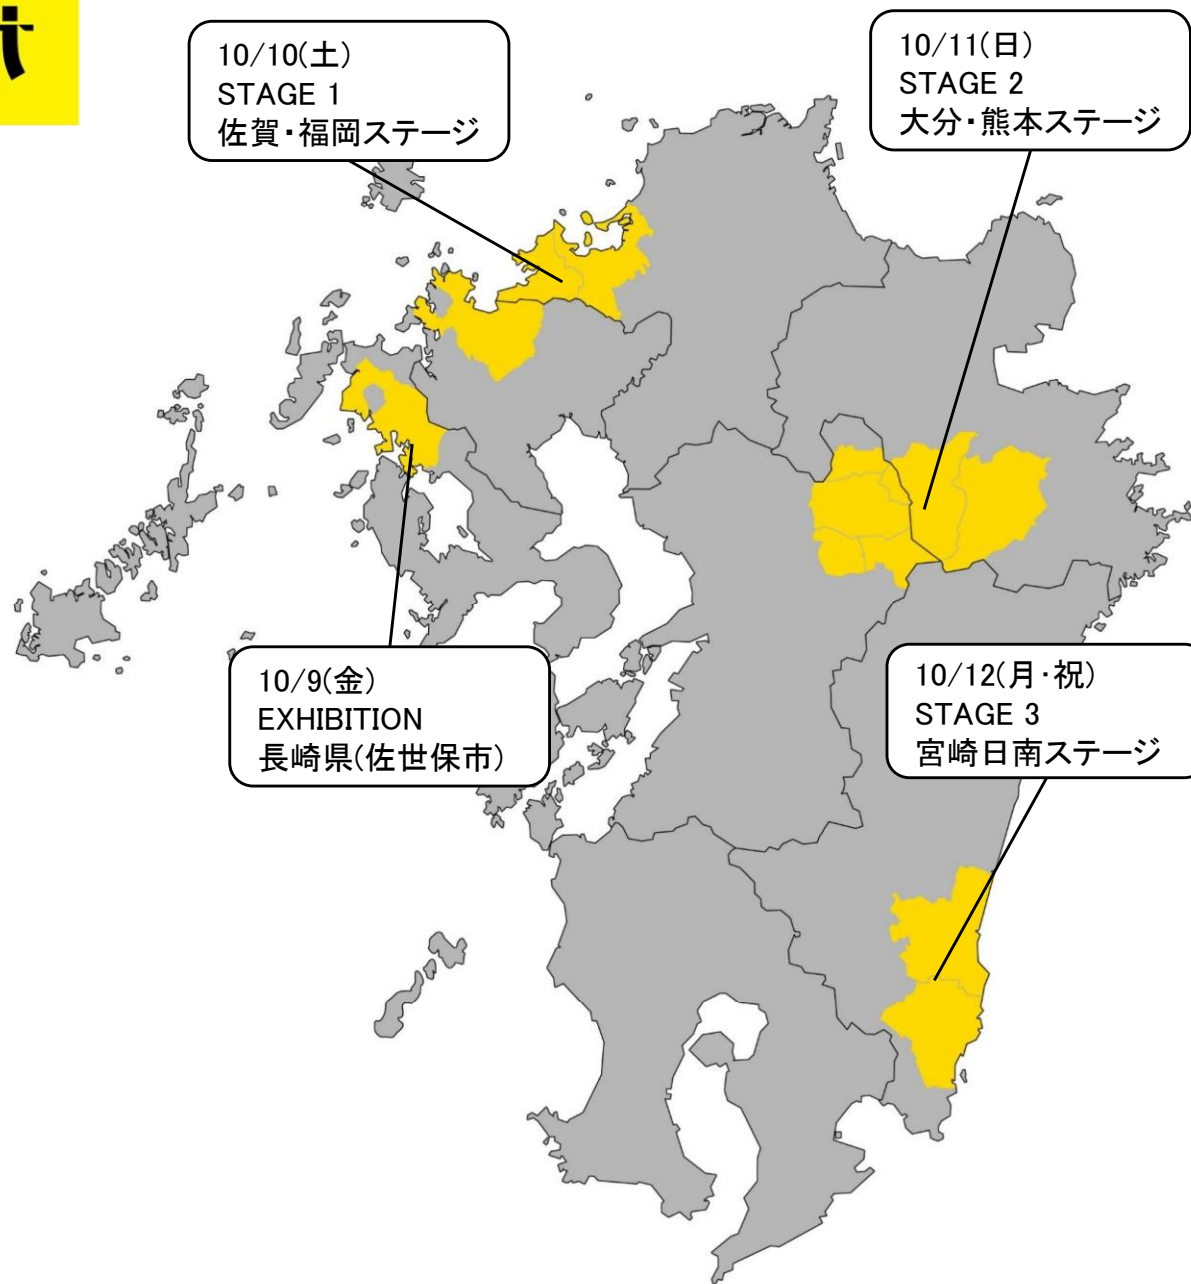 10/10(土)
STAGE 1
佐賀・福岡ステージ
10/11(日)
STAGE 2
大分・熊本ステージ
10/9(金)
EXHIBITION
長崎県(佐世保市)
10/12(月・祝)
STAGE 3
宮崎日南ステージ